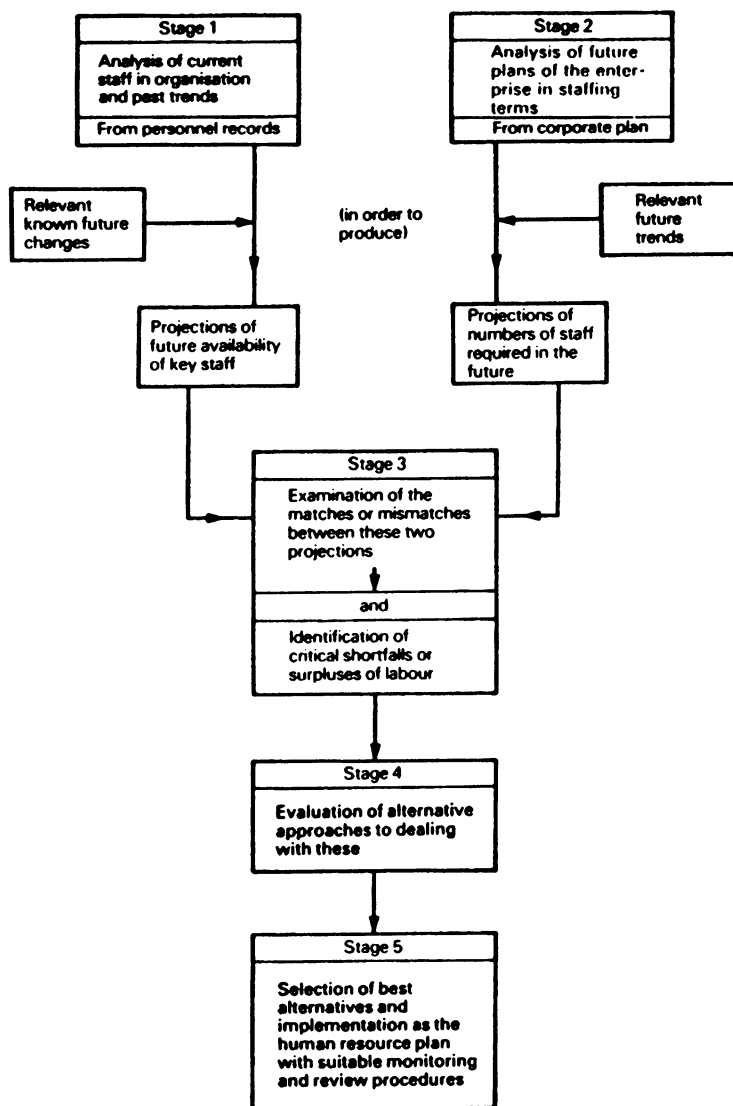 Stage 1
Analysis of current
staff in organisation
and past trends
From personnel records
Stage 2
Analysis of future
plans of the enter-
prise in staffing
terms
From corporate plan
Relevant
known future
changes
(in order to
produce)
Relevant
future
trends
Projections of
future availability
of key staff
Projections of
numbers of staff
required in the
future
Stage 3
Examination of the
matches or mismatches
between these two
projections
and
Identification of
critical shortfalls or
surpluses of labour
Stage 4
Evaluation of alternative
approaches to dealing
with these
Stage 5
Selection of best
alternatives and
implementation as the
human resource plan
with suitable monitoring
and review procedures